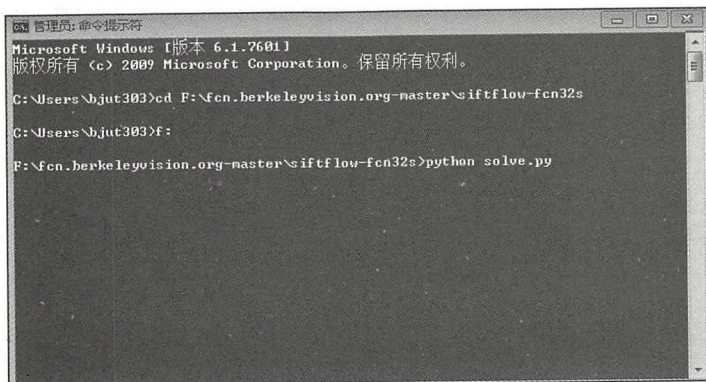 管理员: 命令提示符
Microsoft Windows [版本 6.1.7601]
版权所有 (c) 2009 Microsoft Corporation。保留所有权利。
C:\Users\bjut303>cd F:\fcn.berkeleyvision.org-master\siftflow-fcn32s
C:\Users\bjut303>f:
F:\fcn.berkeleyvision.org-master\siftflow-fcn32s>python solve.py